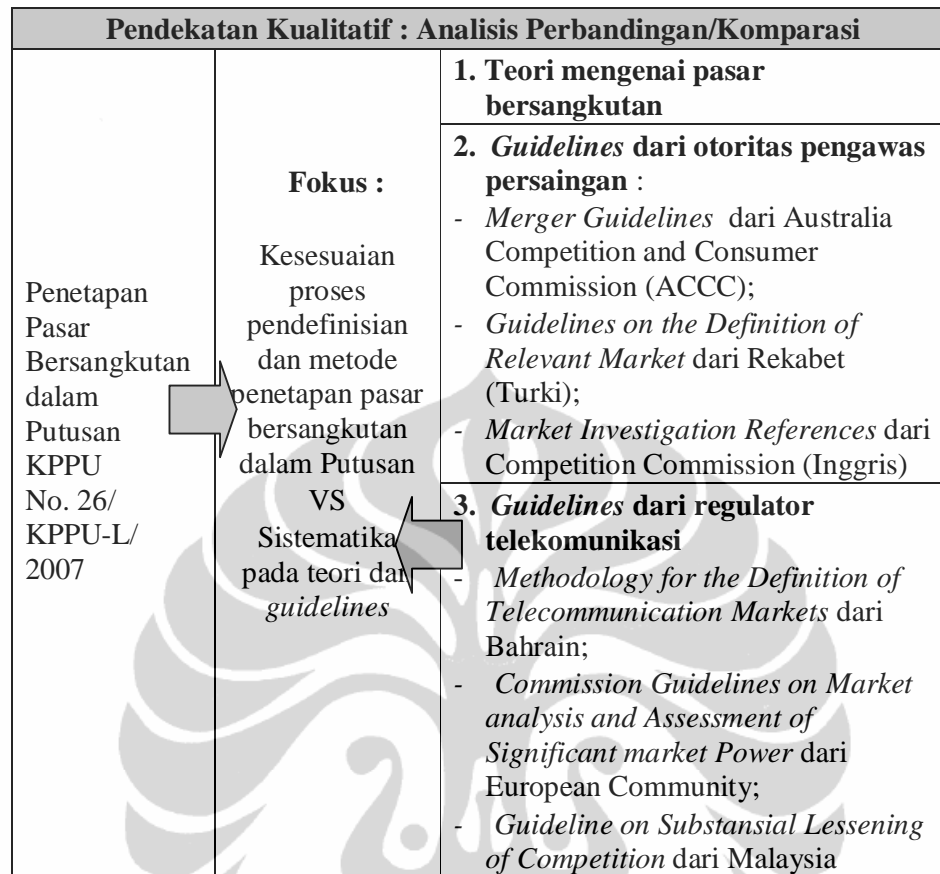 Pendekatan Kualitatif : Analisis Perbandingan/Komparasi
Penetapan
Pasar
Bersangkutan
dalam
Putusan
KPPU
No. 26/
KPPU-L/
2007
Fokus :
Kesesuaian
proses
pendefinisian
dan metode
penetapan pasar
bersangkutan
dalam Putusan
VS
Sistematika
pada teori dan
guidelines
1. Teori mengenai pasar
bersangkutan
2. Guidelines dari otoritas pengawas
persaingan :
- Merger Guidelines dari Australia
Competition and Consumer
Commission (ACCC);
- Guidelines on the Definition of
Relevant Market dari Rekabet
(Turki);
- Market Investigation References dari
Competition Commission (Inggris)
3. Guidelines dari regulator
telekomunikasi
- Methodology for the Definition of
Telecommunication Markets dari
Bahrain;
- Commission Guidelines on Market
analysis and Assessment of
Significant market Power dari
European Community;
- Guideline on Substansial Lessening
of Competition dari Malaysia